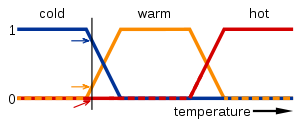 cold warm hot
1
0
temperature